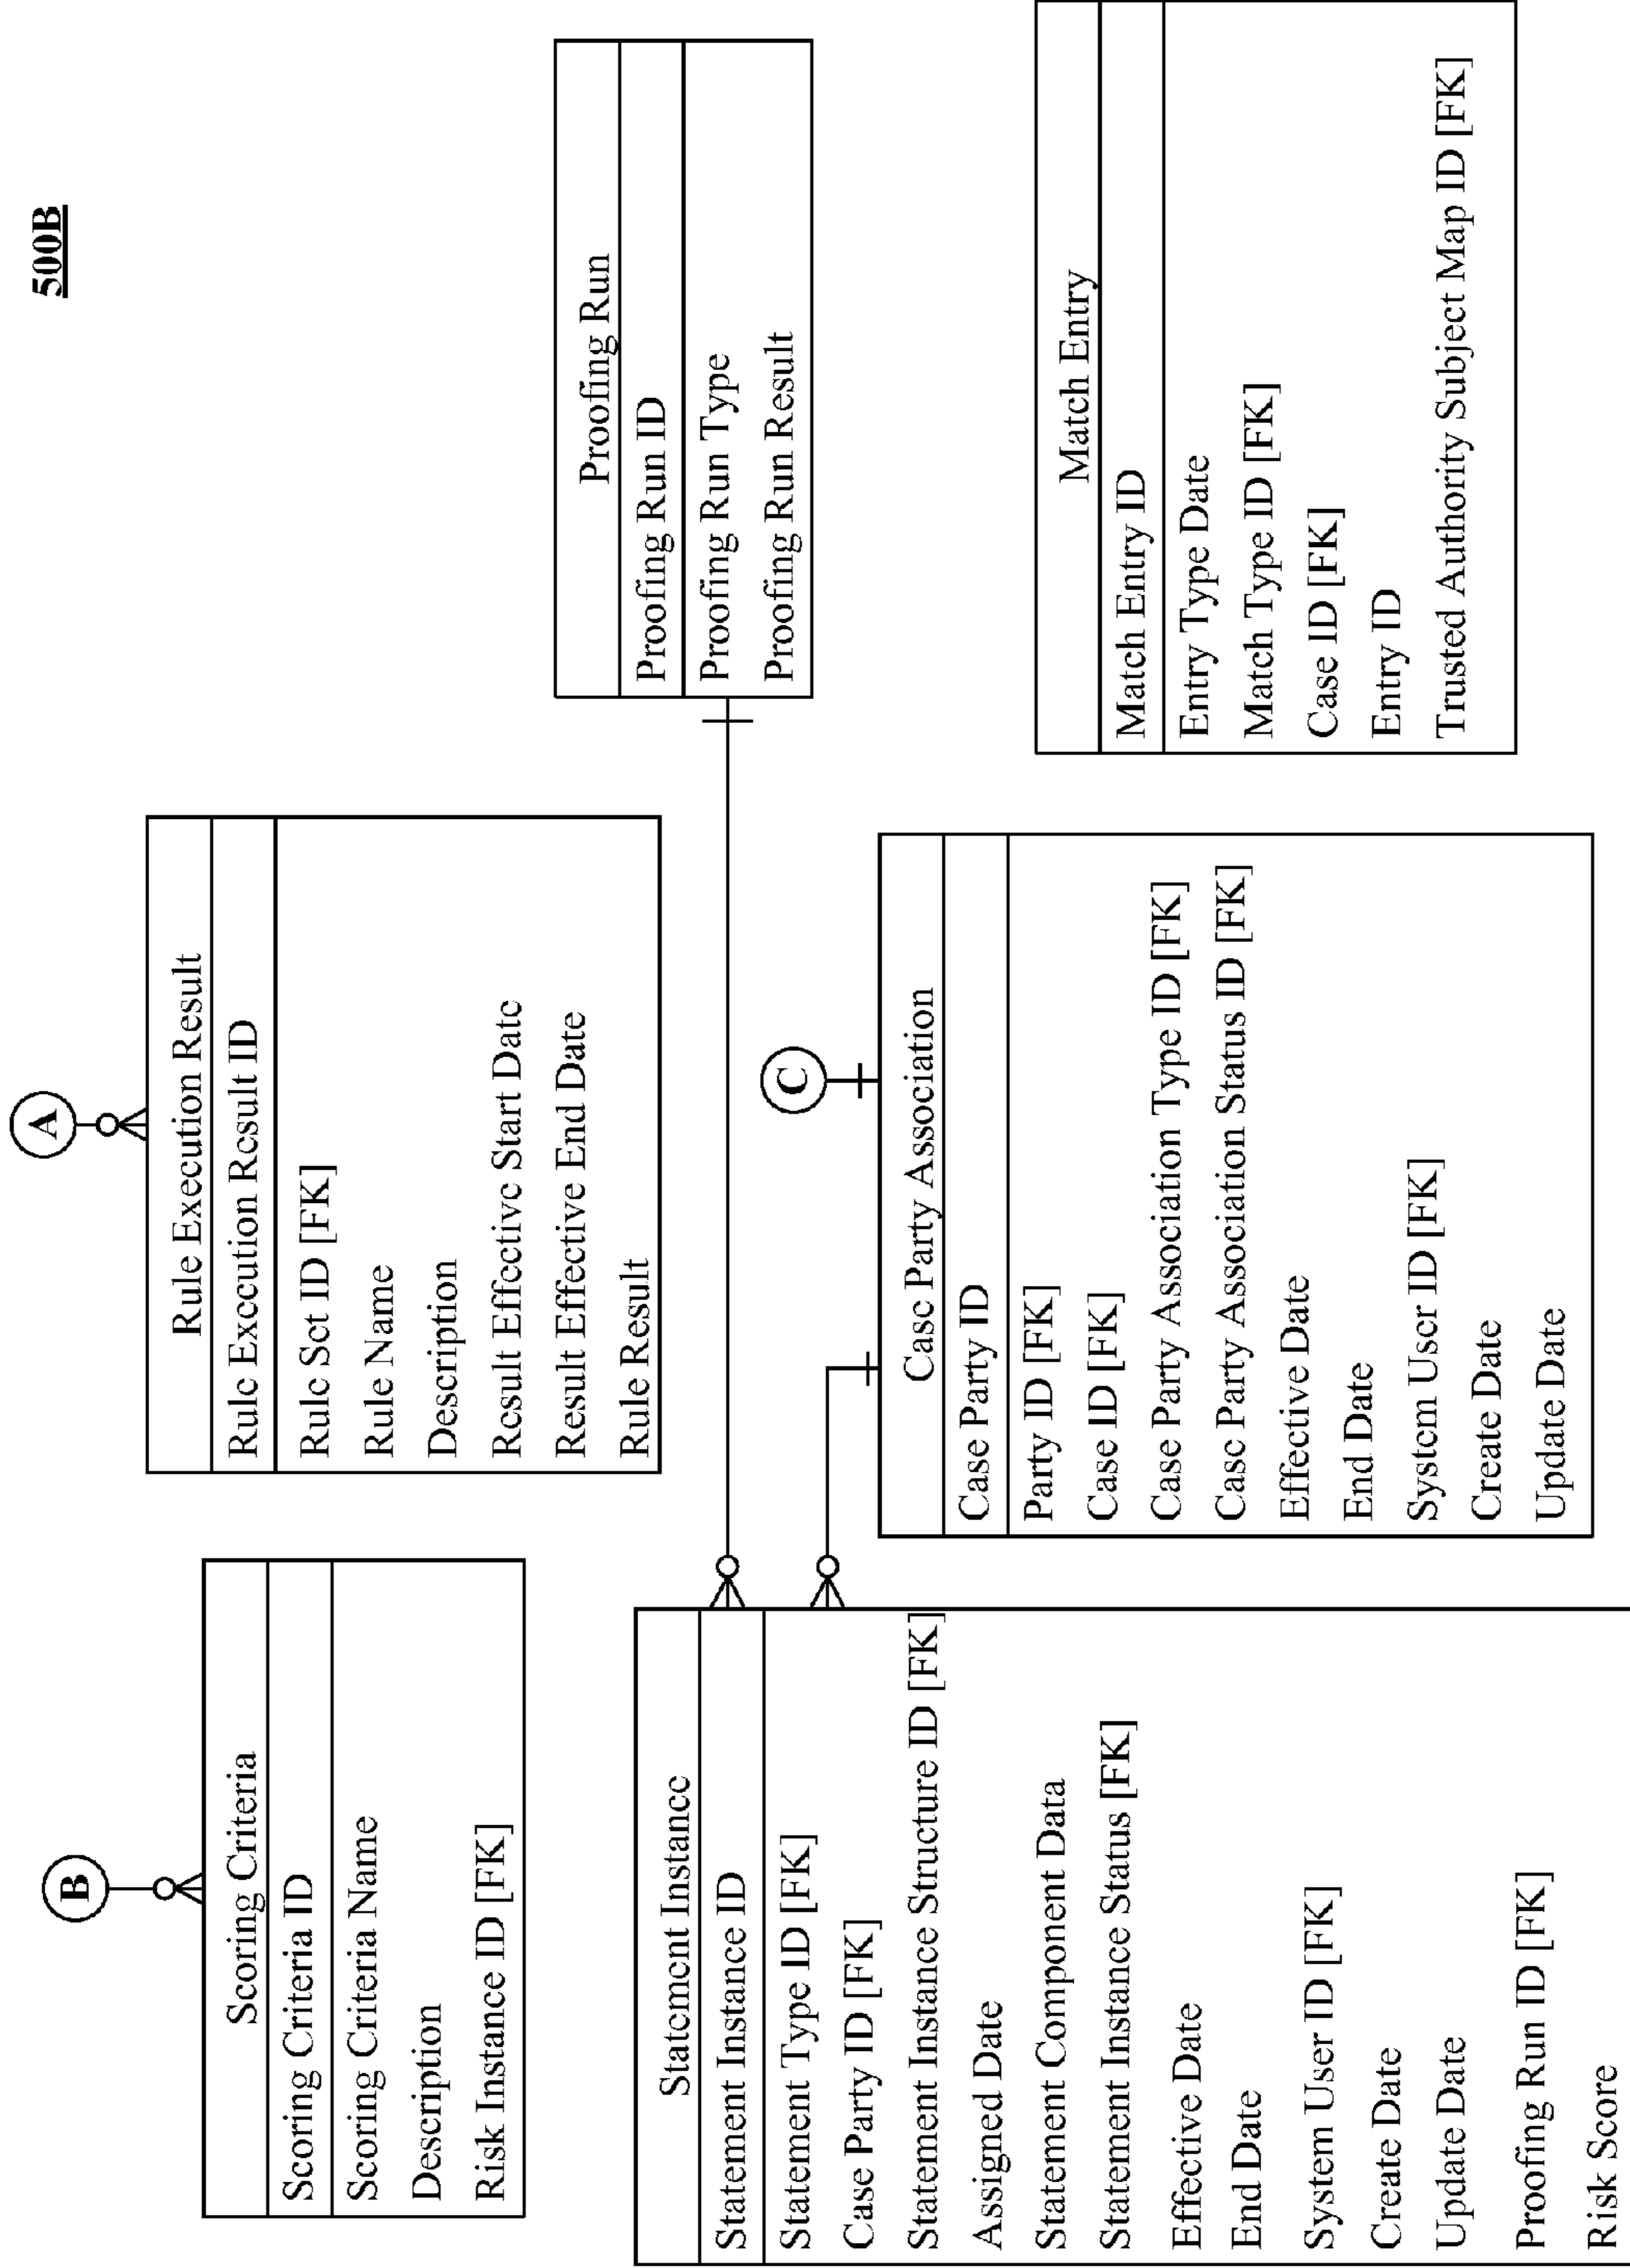 500B
B
Scoring Criteria
Scoring Criteria ID
Scoring Criteria Name
Description
Risk Instance ID [FK]
A
Rule Execution Result
Rule Execution Result ID
Rule Set ID [FK]
Rule Name
Description
Result Effective Start Date
Result Effective End Date
Rule Result
Proofing Run
Proofing Run ID
Proofing Run Type
Proofing Run Result
Statement Instance
Statement Instance ID
Statement Type ID [FK]
Case Party ID [FK]
Statement Instance Structure ID [FK]
Assigned Date
Statement Component Data
Statement Instance Status [FK]
Effective Date
End Date
System User ID [FK]
Create Date
Update Date
Proofing Run ID [FK]
Risk Score
C
Case Party Association
Case Party ID
Party ID [FK]
Case ID [FK]
Case Party Association Type ID [FK]
Case Party Association Status ID [FK]
Effective Date
End Date
System User ID [FK]
Create Date
Update Date
Match Entry
Match Entry ID
Entry Type Date
Match Type ID [FK]
Case ID [FK]
Entry ID
Trusted Authority Subject Map ID [FK]